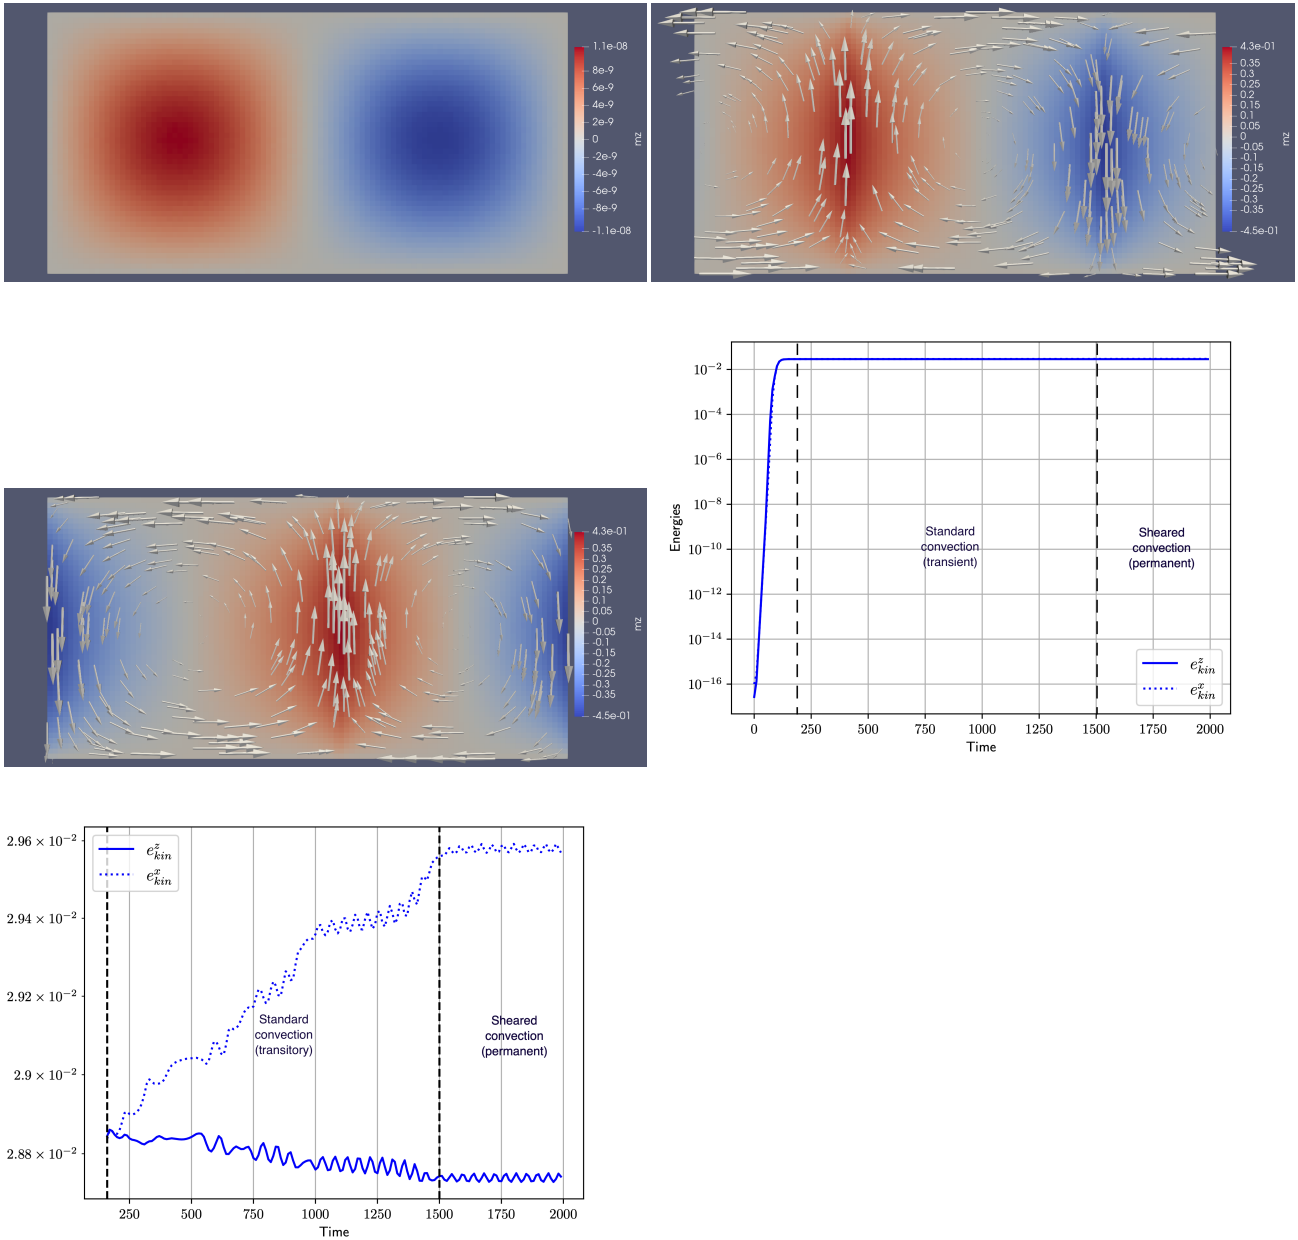 1.1e-08
8e-9
6e-9
4e-9
2e-9
0
-2e-9
-4e-9
-6e-9
-8e-9
-1.1e-08
mz
4.3e-01
0.35
0.3
0.25
0.2
0.15
0.1
0.05
0
-0.05
-0.1
-0.15
-0.2
-0.25
-0.3
-0.35
-4.5e-01
mz
4.3e-01
0.35
0.3
0.25
0.2
0.15
0.1
0.05
0
-0.05
-0.1
-0.15
-0.2
-0.25
-0.3
-0.35
-4.5e-01
mz
Energies
10⁻²
10⁻⁴
10⁻⁶
10⁻⁸
10⁻¹⁰
10⁻¹²
10⁻¹⁴
10⁻¹⁶
Standard
convection
(transient)
Sheared
convection
(permanent)
e^z_kin
e^x_kin
0 250 500 750 1000 1250 1500 1750 2000
Time
e^z_kin
e^x_kin
2.96 × 10⁻²
2.94 × 10⁻²
2.92 × 10⁻²
2.9 × 10⁻²
2.88 × 10⁻²
Standard
convection
(transitory)
Sheared
convection
(permanent)
250 500 750 1000 1250 1500 1750 2000
Time